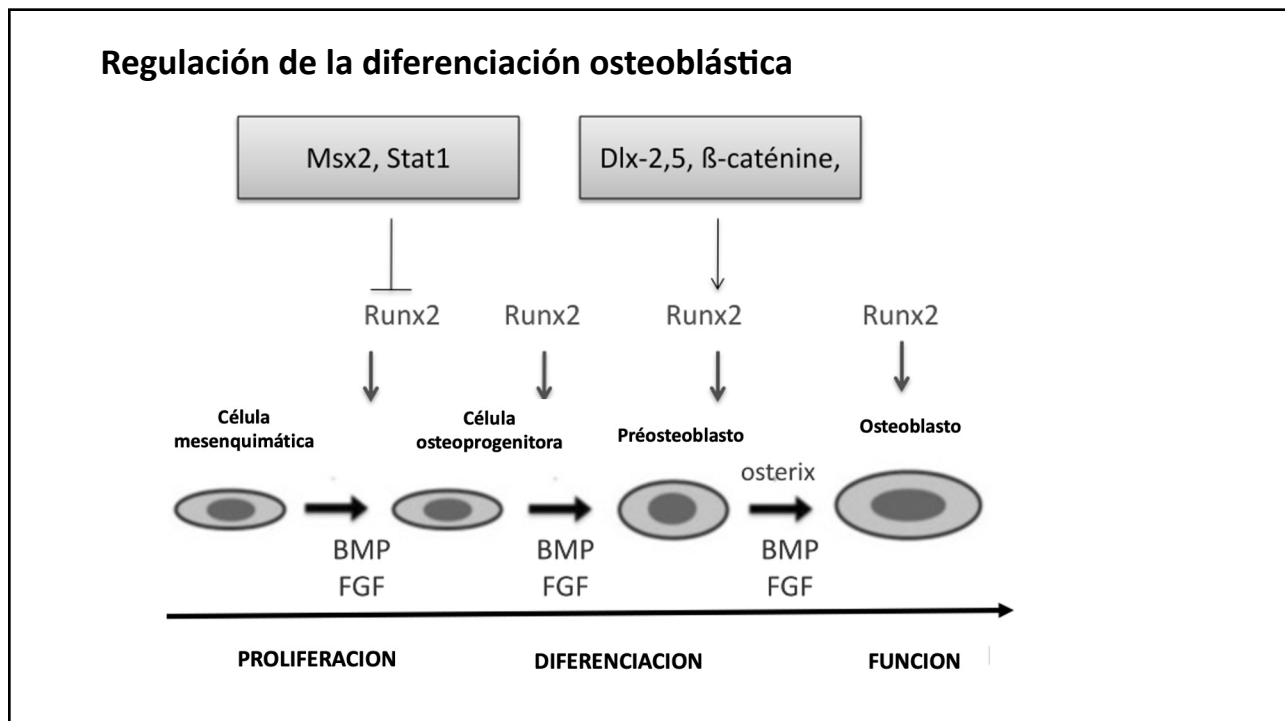 Regulación de la diferenciación osteoblástica
Msx2, Stat1
Dlx-2,5, ß-caténine,
Runx2
Runx2
Runx2
Runx2
Célula
mesenquimática
Célula
osteoprogenitora
Préosteoblasto
Osteoblasto
osterix
BMP
FGF
BMP
FGF
BMP
FGF
PROLIFERACION
DIFERENCIACION
FUNCION